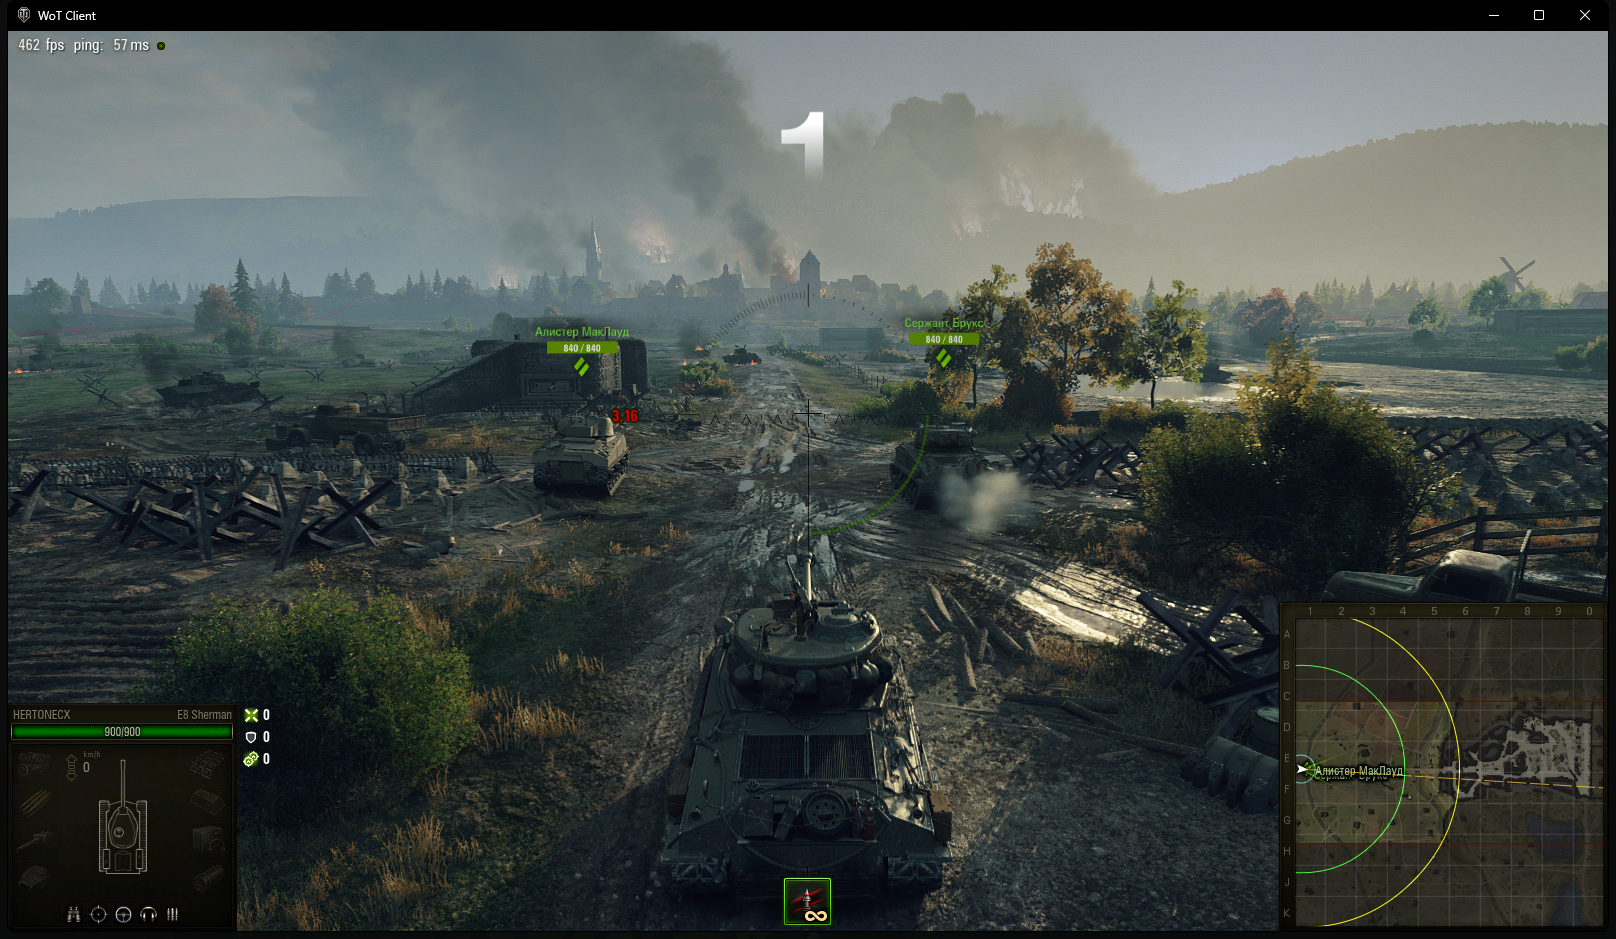 WoT Client
462 fps ping: 57 ms
1
Алистер МакЛауд
840 / 840
Сержант Брукс
840 / 840
3,16
HERTONECX E8 Sherman
900/900
km/h
0
0
0
0
1 2 3 4 5 6 7 8 9 0
A
B
C
D
E
F
G
H
J
K
Алистер МакЛауд
Сержант Брукс